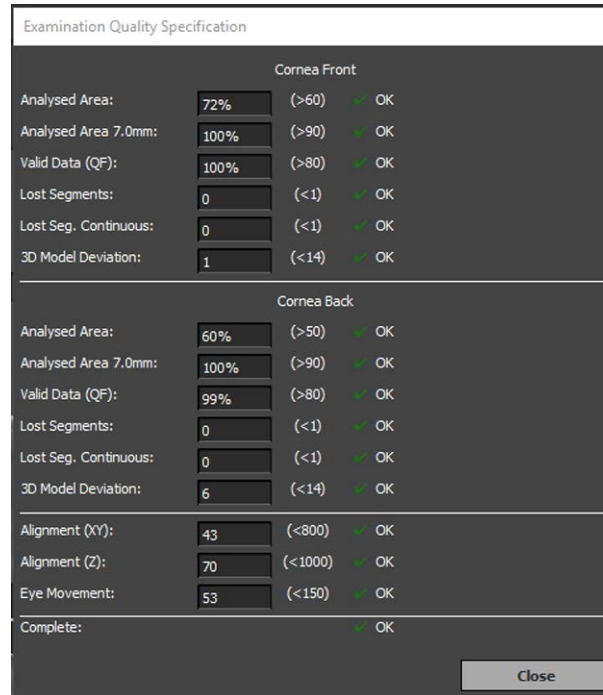 Examination Quality Specification
Cornea Front
Analysed Area: 72% (>60) OK
Analysed Area 7.0mm: 100% (>90) OK
Valid Data (QF): 100% (>80) OK
Lost Segments: 0 (<1) OK
Lost Seg. Continuous: 0 (<1) OK
3D Model Deviation: 1 (<14) OK
Cornea Back
Analysed Area: 60% (>50) OK
Analysed Area 7.0mm: 100% (>90) OK
Valid Data (QF): 99% (>80) OK
Lost Segments: 0 (<1) OK
Lost Seg. Continuous: 0 (<1) OK
3D Model Deviation: 6 (<14) OK
Alignment (XY): 43 (<800) OK
Alignment (Z): 70 (<1000) OK
Eye Movement: 53 (<150) OK
Complete: OK
Close